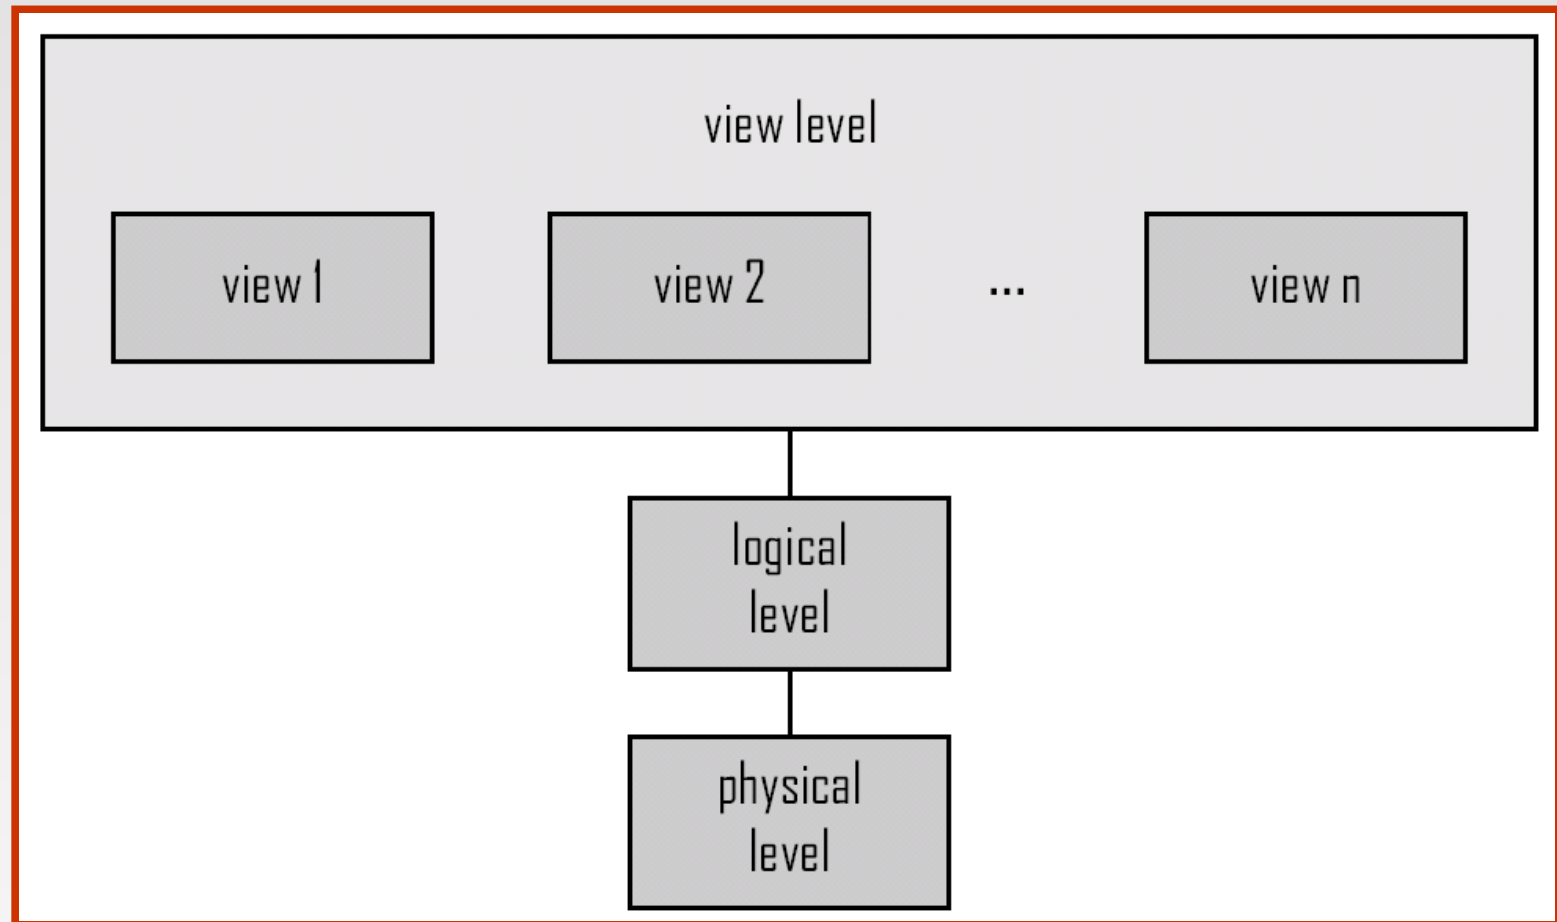 view level
view 1
view 2
...
view n
logical
level
physical
level